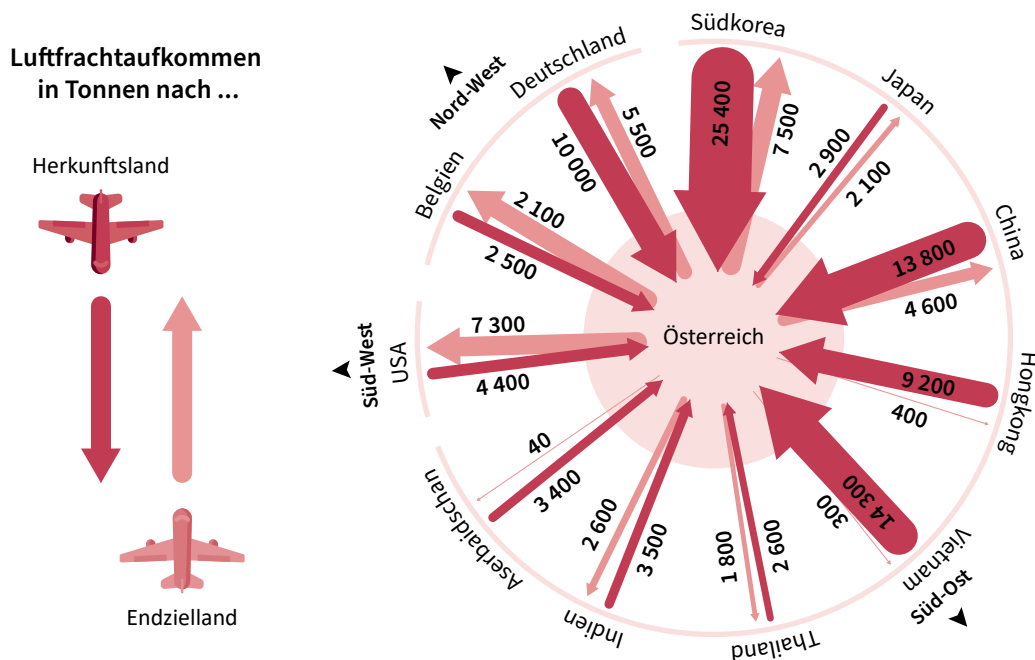 Luftfrachtaufkommen
in Tonnen nach ...
Herkunftsland
Endzielland
Nord-West
Süd-West
Süd-Ost
Österreich
Südkorea
25 400
7 500
Japan
2 900
2 100
China
13 800
4 600
Hongkong
9 200
400
Vietnam
14 300
300
Thailand
2 600
1 800
Indien
3 500
2 600
Aserbaidschan
3 400
40
USA
4 400
7 300
Belgien
2 500
2 100
Deutschland
10 000
5 500